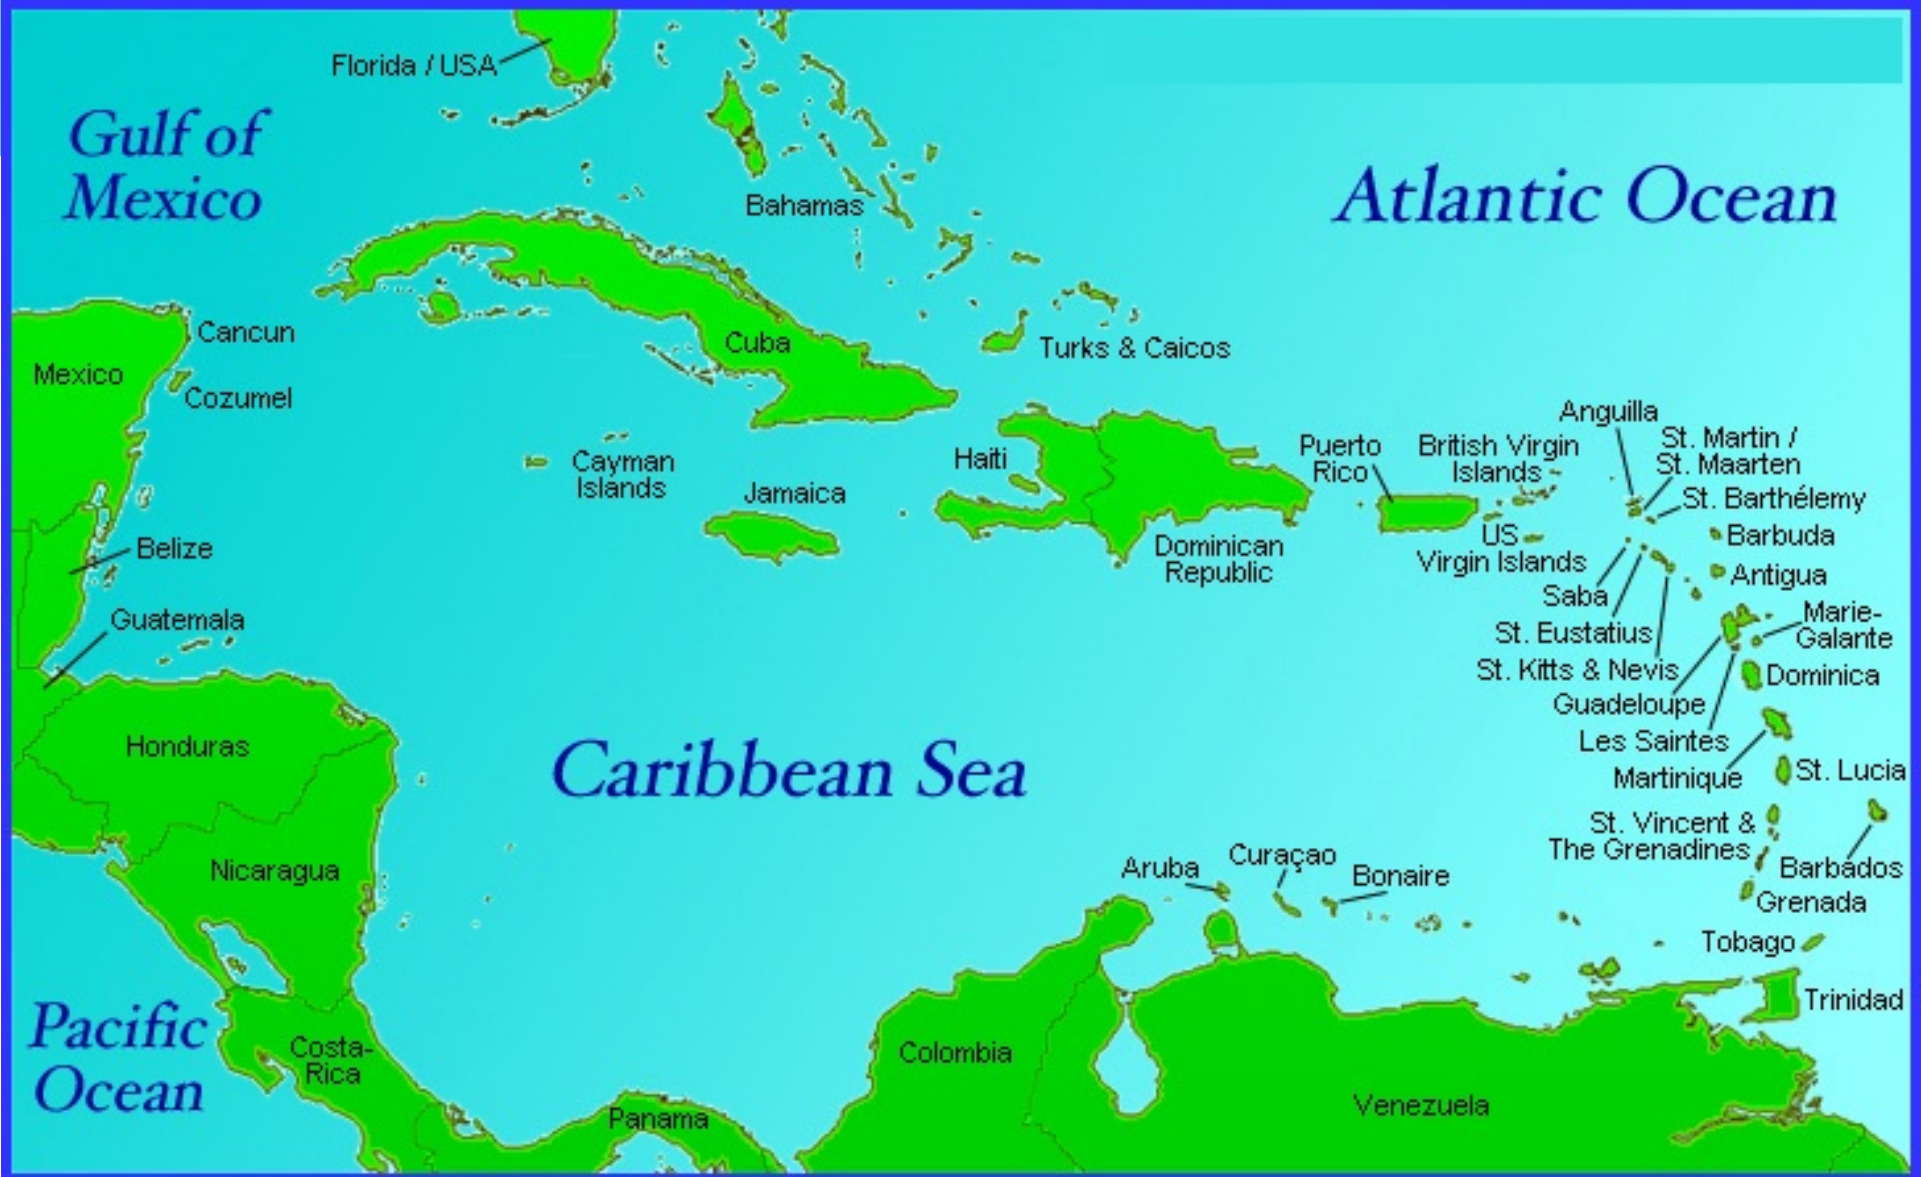 Florida / USA
Gulf of
Mexico
Bahamas
Atlantic Ocean
Cancun
Mexico
Cozumel
Cuba
Turks & Caicos
Cayman
Islands
Jamaica
Haiti
Dominican
Republic
Puerto
Rico
British Virgin
Islands
US
Virgin Islands
Anguilla
St. Martin /
St. Maarten
St. Barthélemy
Barbuda
Antigua
Saba
St. Eustatius
St. Kitts & Nevis
Marie-
Galante
Guadeloupe
Dominica
Les Saintes
Martinique
St. Lucia
St. Vincent &
The Grenadines
Barbados
Grenada
Tobago
Trinidad
Belize
Guatemala
Honduras
Nicaragua
Caribbean Sea
Aruba
Curaçao
Bonaire
Pacific
Ocean
Costa-
Rica
Panama
Colombia
Venezuela